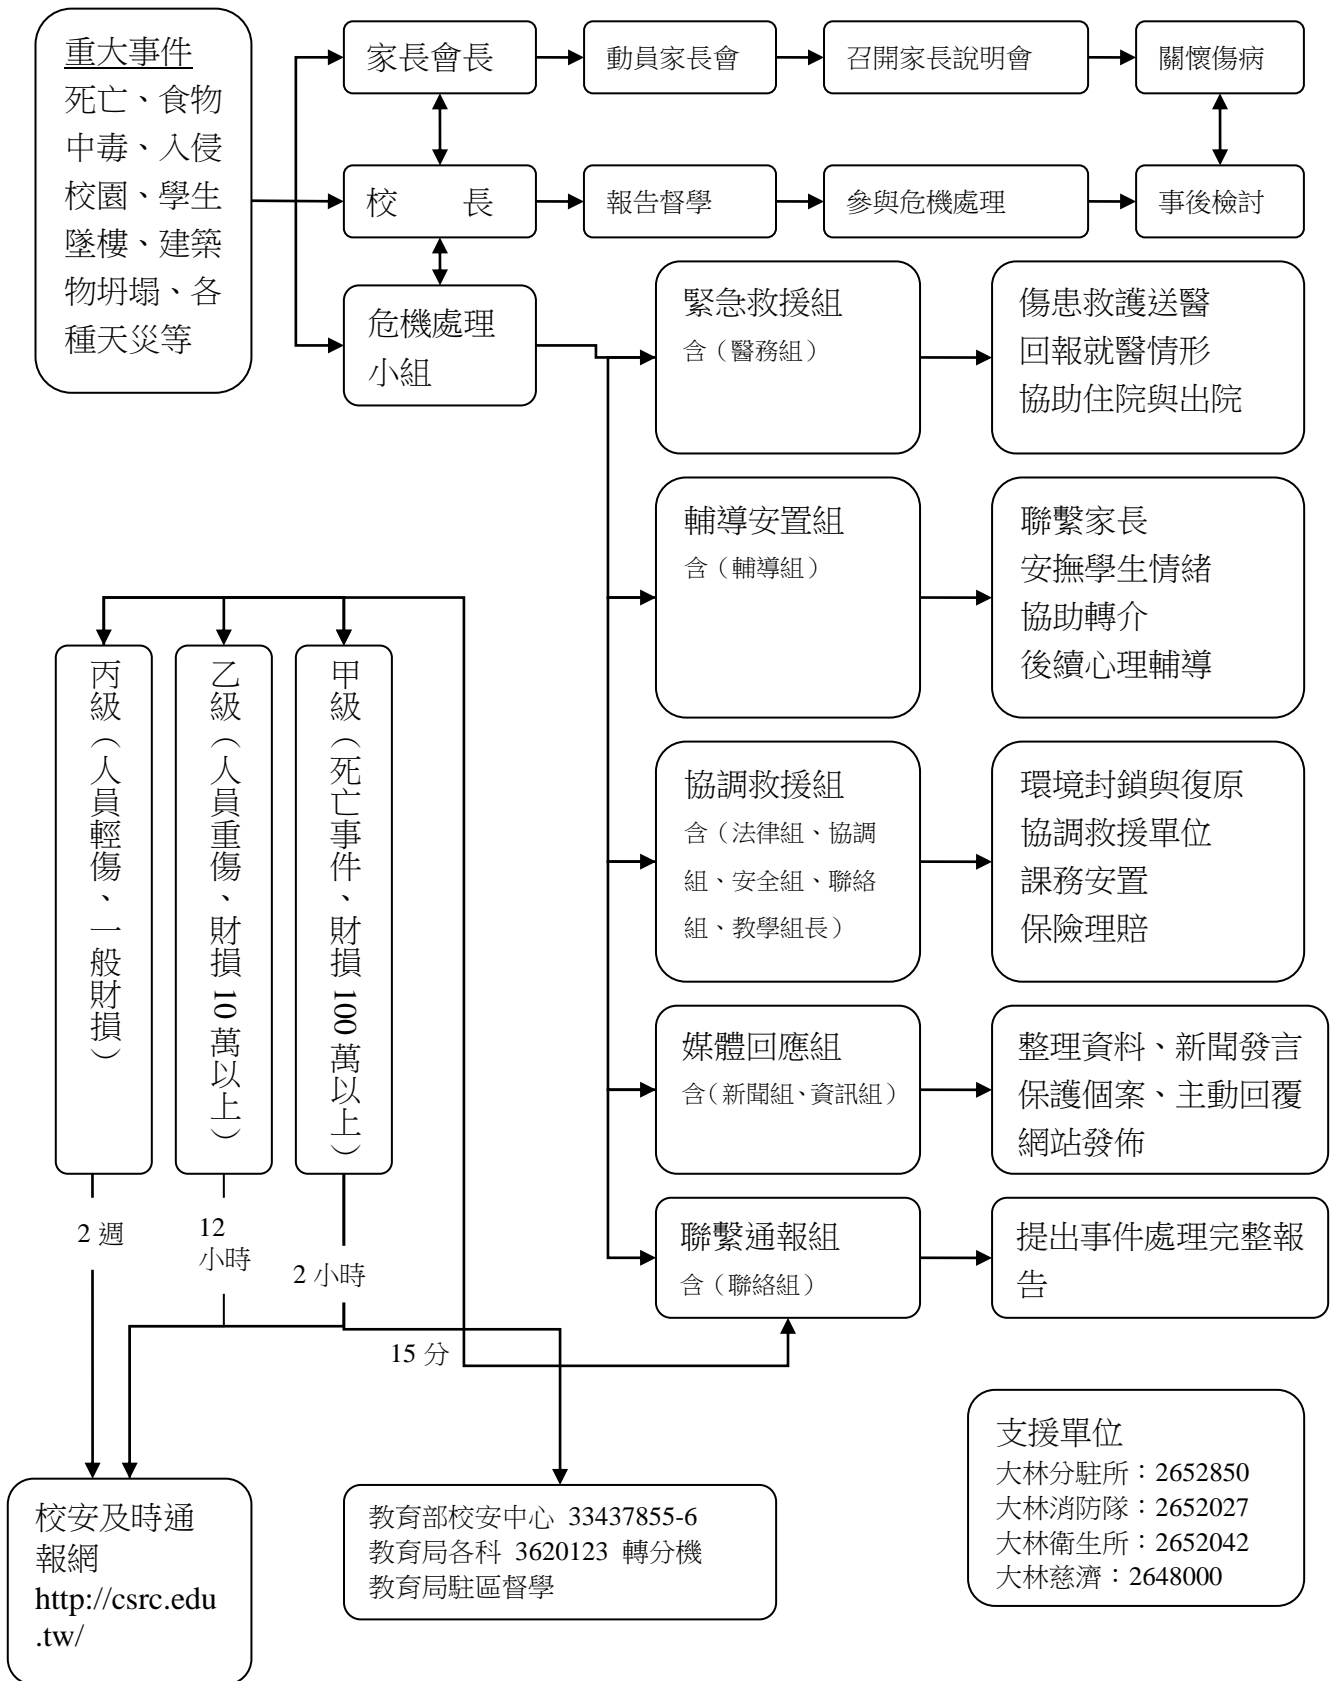 重大事件
死亡、食物
中毒、入侵
校園、學生
墜樓、建築
物坍塌、各
種天災等
家長會長
動員家長會
召開家長說明會
關懷傷病
校　　長
報告督學
參與危機處理
事後檢討
危機處理
小組
緊急救援組
含（醫務組）
傷患救護送醫
回報就醫情形
協助住院與出院
輔導安置組
含（輔導組）
聯繫家長
安撫學生情緒
協助轉介
後續心理輔導
協調救援組
含（法律組、協調
組、安全組、聯絡
組、教學組長）
環境封鎖與復原
協調救援單位
課務安置
保險理賠
媒體回應組
含（新聞組、資訊組）
整理資料、新聞發言
保護個案、主動回覆
網站發佈
聯繫通報組
含（聯絡組）
提出事件處理完整報
告
丙級（人員輕傷、一般財損）
乙級（人員重傷、財損 10 萬以上）
甲級（死亡事件、財損 100 萬以上）
2 週
12
小時
2 小時
15 分
校安及時通
報網
http://csrc.edu
.tw/
教育部校安中心 33437855-6
教育局各科 3620123 轉分機
教育局駐區督學
支援單位
大林分駐所：2652850
大林消防隊：2652027
大林衛生所：2652042
大林慈濟：2648000